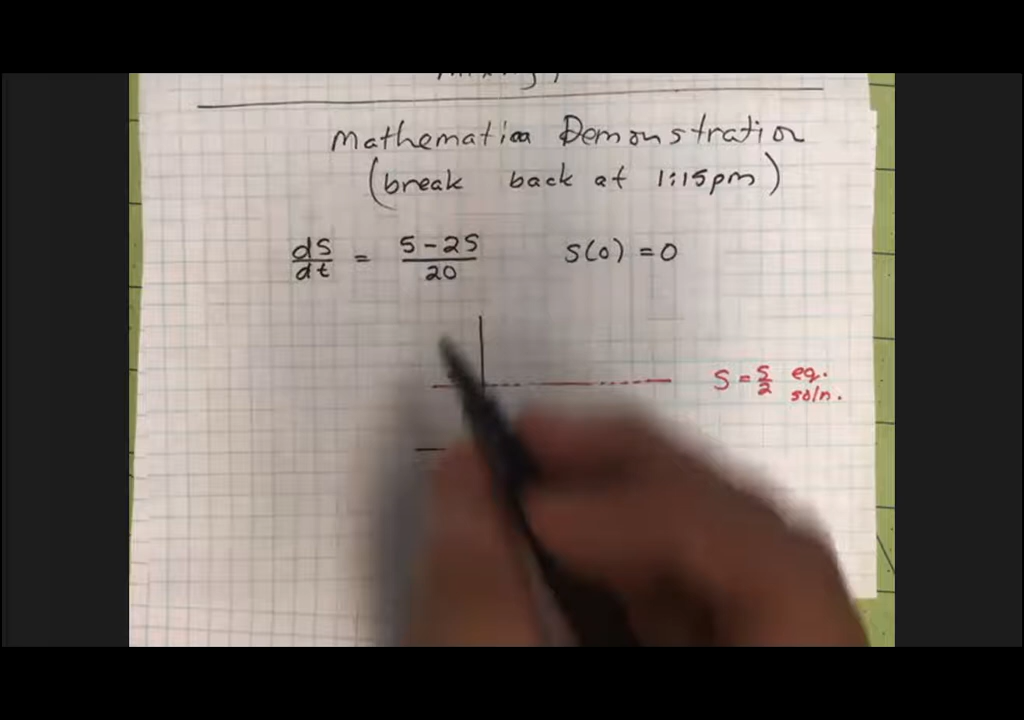 Mathematica Demonstration
(break back at 1:15pm)
dS/dt = 5-2S/20 S(0) = 0
S = 5/2 eq. soln.